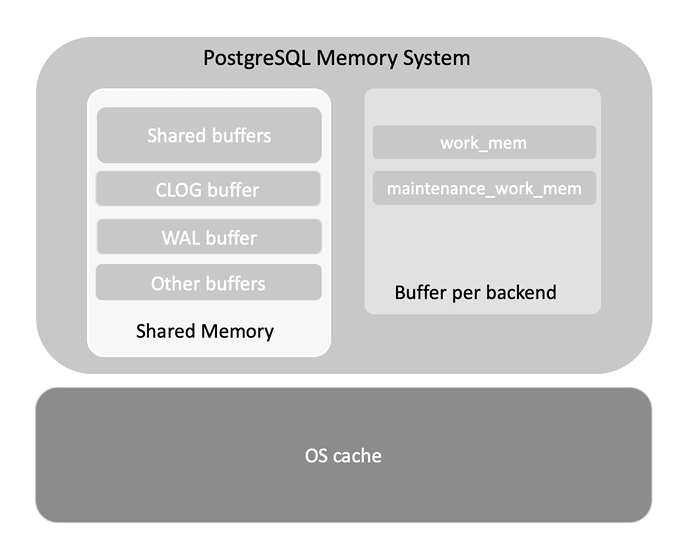 PostgreSQL Memory System
Shared buffers
CLOG buffer
WAL buffer
Other buffers
Shared Memory
work_mem
maintenance_work_mem
Buffer per backend
OS cache